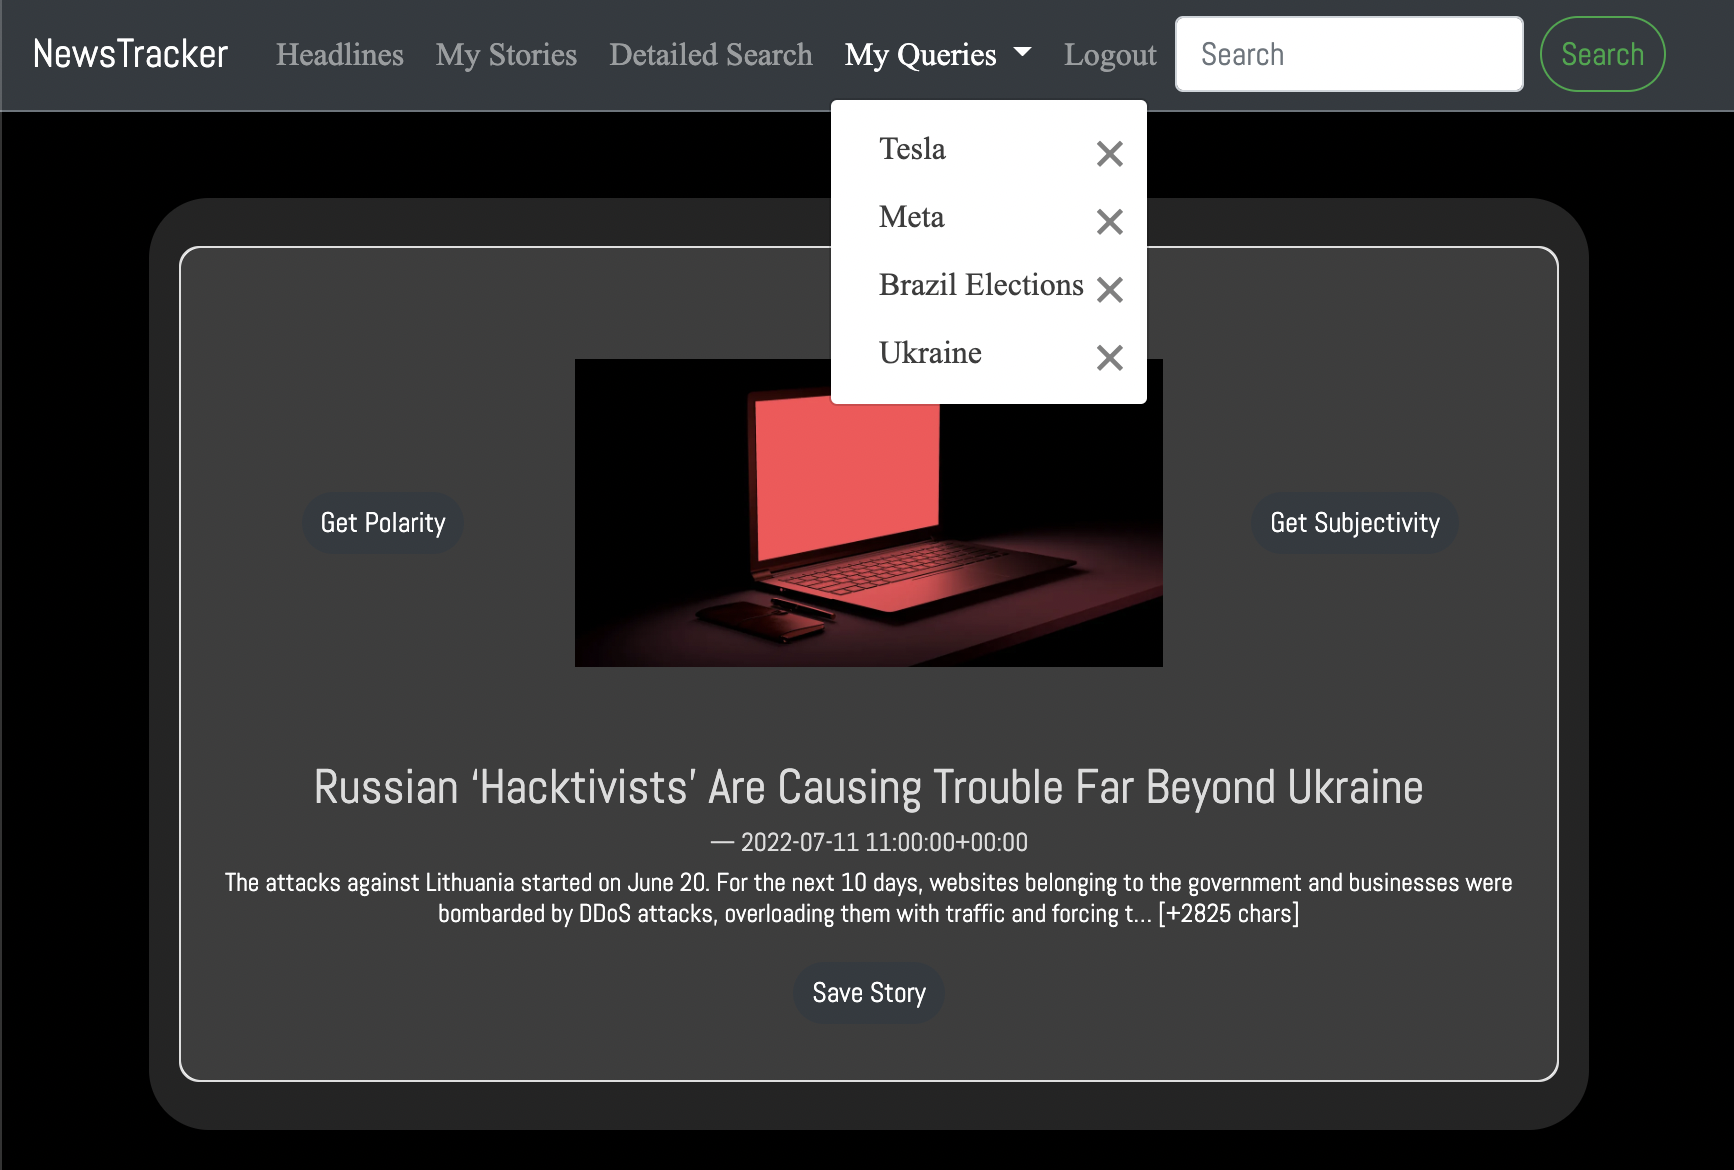 NewsTracker Headlines My Stories Detailed Search My Queries Logout Search Search
Tesla
Meta
Brazil Elections
Ukraine
Get Polarity
Get Subjectivity
Russian ‘Hacktivists’ Are Causing Trouble Far Beyond Ukraine
— 2022-07-11 11:00:00+00:00
The attacks against Lithuania started on June 20. For the next 10 days, websites belonging to the government and businesses were
bombarded by DDoS attacks, overloading them with traffic and forcing t… [+2825 chars]
Save Story